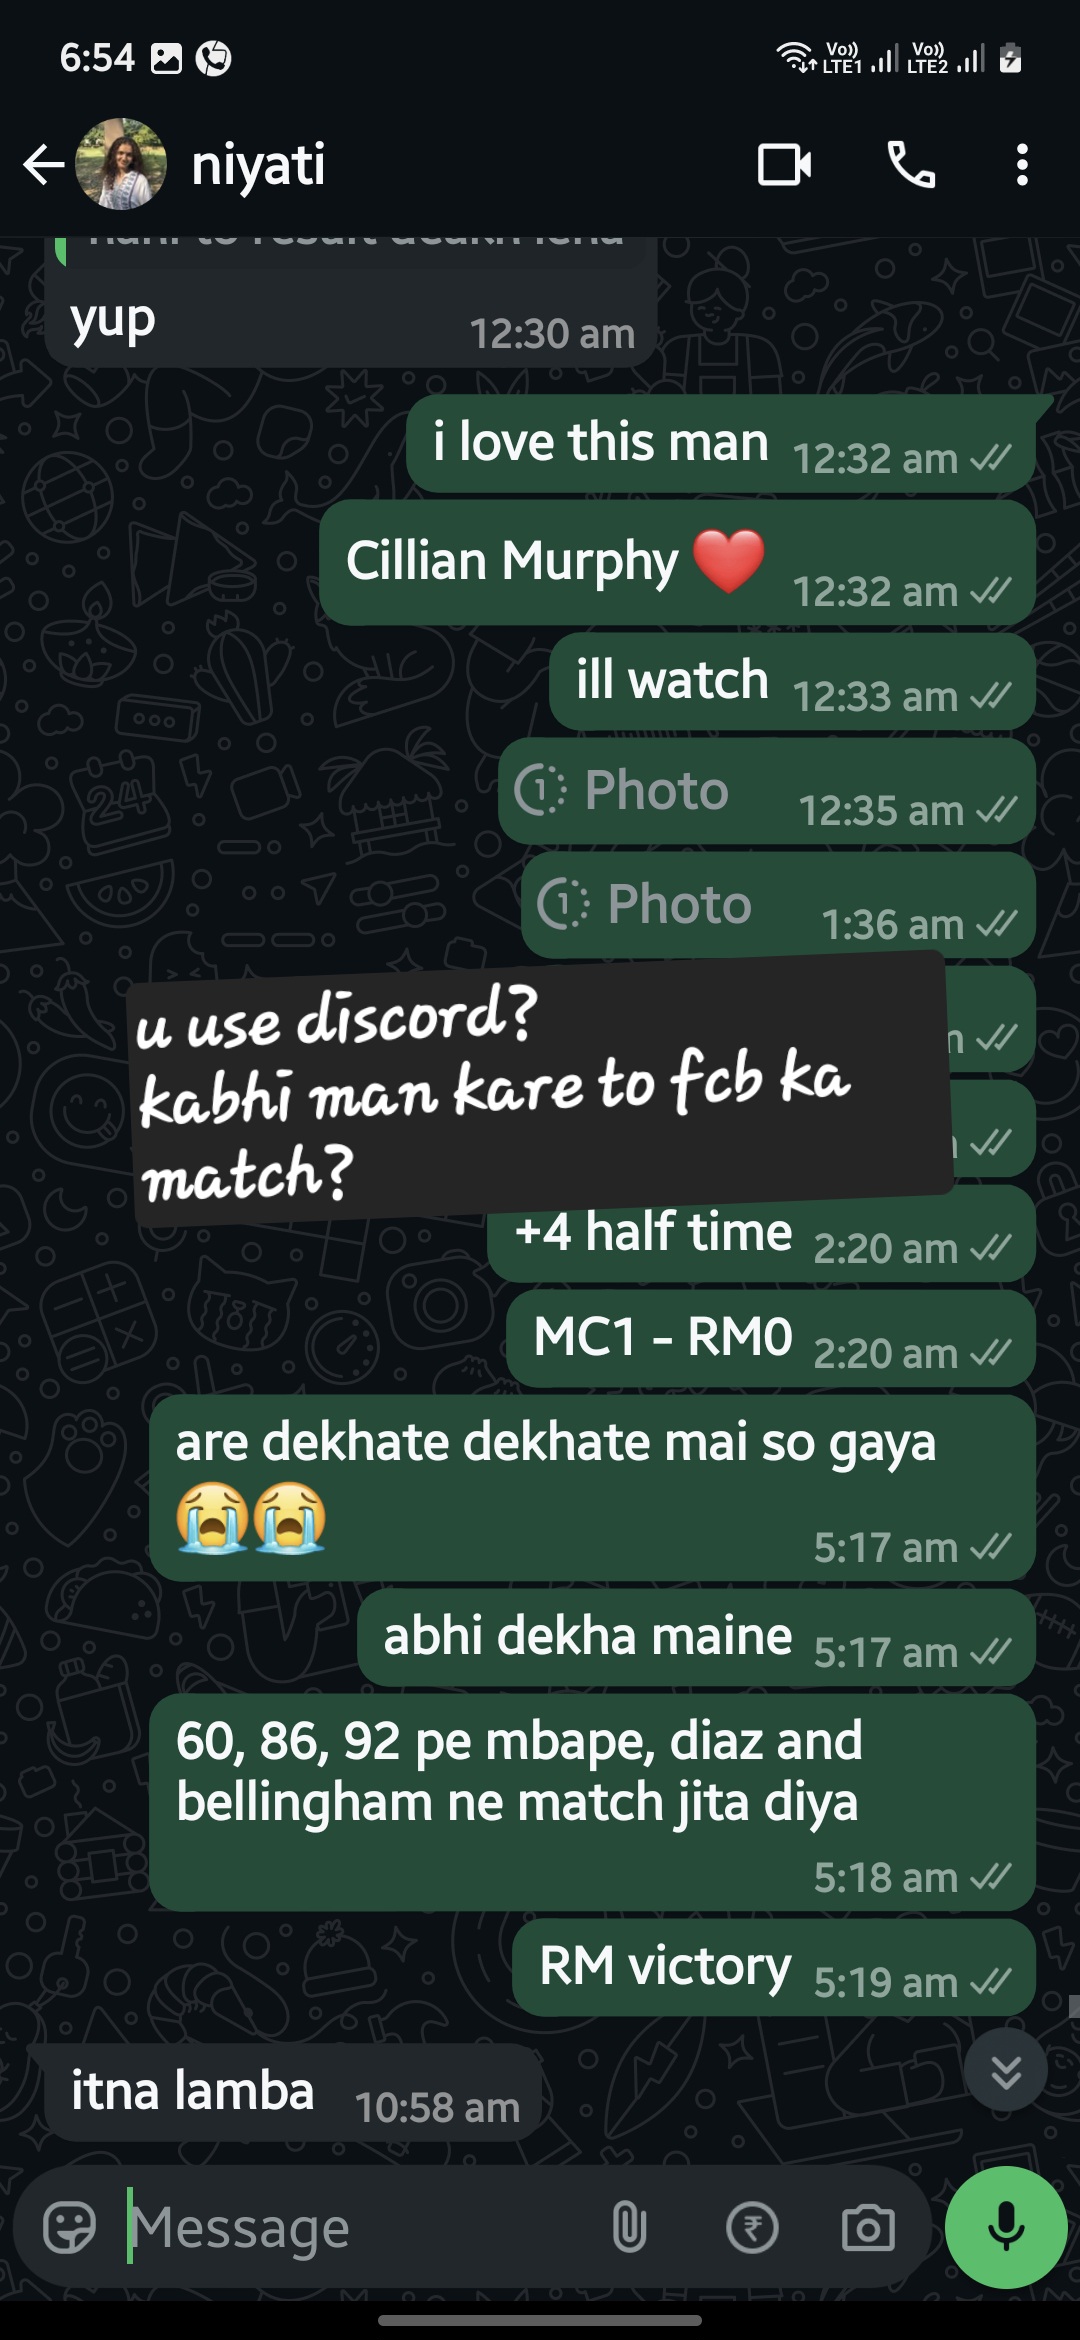 6:54
Vo)) LTE1 Vo)) LTE2
niyati
yup
12:30 am
i love this man 12:32 am
Cillian Murphy ❤️
12:32 am
ill watch 12:33 am
1 Photo
12:35 am
1 Photo
1:36 am
u use discord?
kabhi man kare to fcb ka
match?
+4 half time 2:20 am
MC1 - RM0 2:20 am
are dekhate dekhate mai so gaya
😭😭
5:17 am
abhi dekha maine 5:17 am
60, 86, 92 pe mbape, diaz and
bellingham ne match jita diya
5:18 am
RM victory 5:19 am
itna lamba 10:58 am
Message